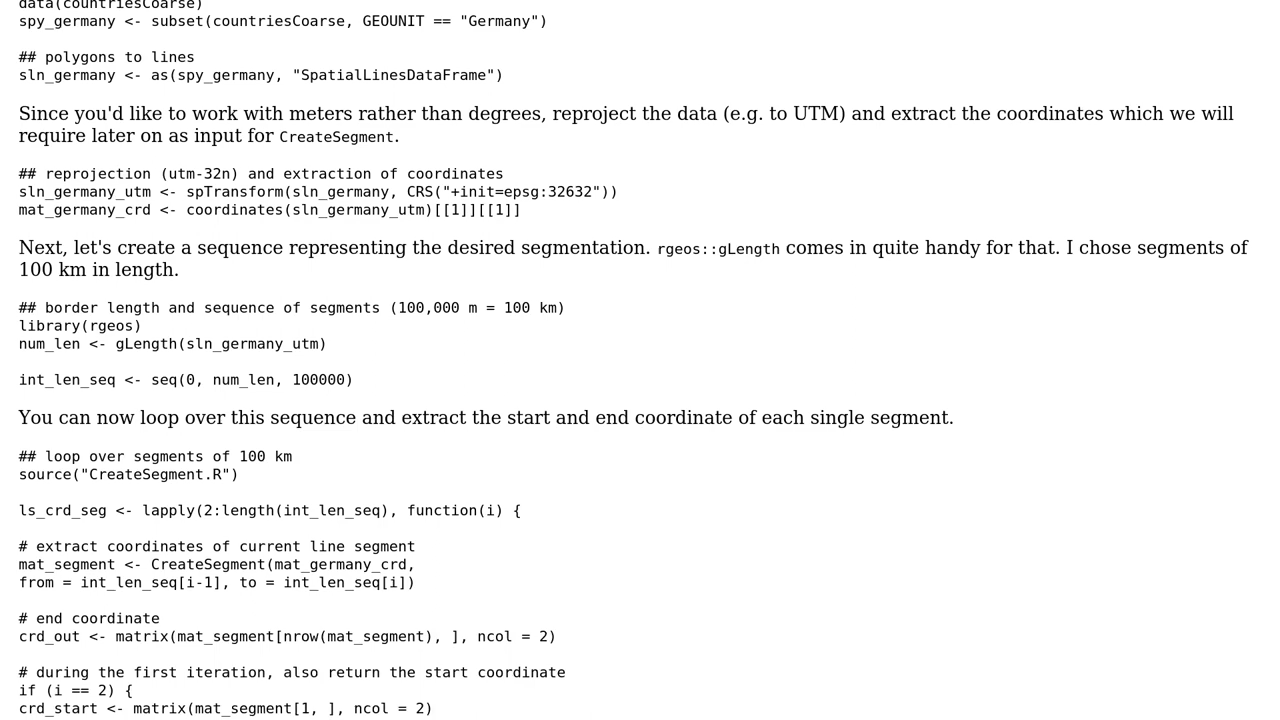 data(countriesCoarse)
spy_germany <- subset(countriesCoarse, GEOUNIT == "Germany")
## polygons to lines
sln_germany <- as(spy_germany, "SpatialLinesDataFrame")
Since you'd like to work with meters rather than degrees, reproject the data (e.g. to UTM) and extract the coordinates which we will
require later on as input for CreateSegment.
## reprojection (utm-32n) and extraction of coordinates
sln_germany_utm <- spTransform(sln_germany, CRS("+init=epsg:32632"))
mat_germany_crd <- coordinates(sln_germany_utm)[[1]][[1]]
Next, let's create a sequence representing the desired segmentation. rgeos::gLength comes in quite handy for that. I chose segments of
100 km in length.
## border length and sequence of segments (100,000 m = 100 km)
library(rgeos)
num_len <- gLength(sln_germany_utm)
int_len_seq <- seq(0, num_len, 100000)
You can now loop over this sequence and extract the start and end coordinate of each single segment.
## loop over segments of 100 km
source("CreateSegment.R")
ls_crd_seg <- lapply(2:length(int_len_seq), function(i) {
# extract coordinates of current line segment
mat_segment <- CreateSegment(mat_germany_crd,
from = int_len_seq[i-1], to = int_len_seq[i])
# end coordinate
crd_out <- matrix(mat_segment[nrow(mat_segment), ], ncol = 2)
# during the first iteration, also return the start coordinate
if (i == 2) {
crd_start <- matrix(mat_segment[1, ], ncol = 2)